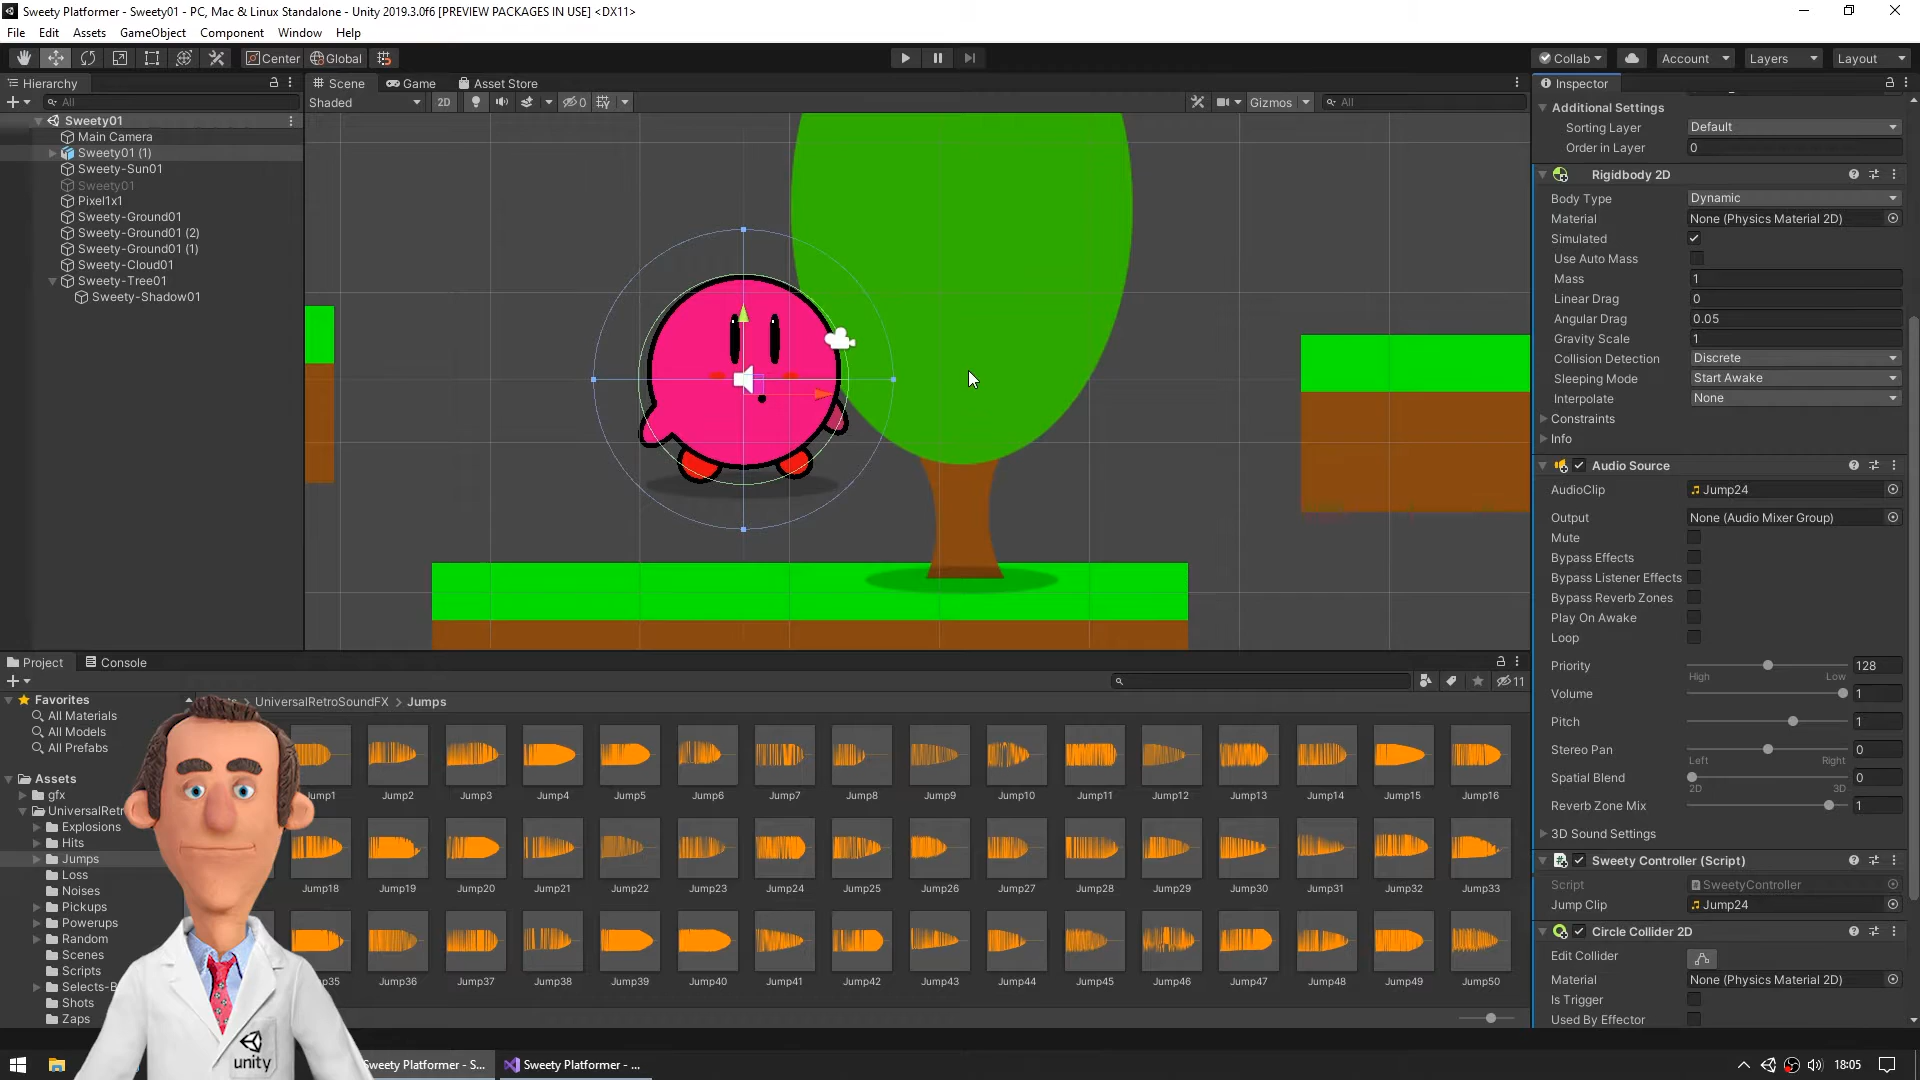 Sweety Platformer - Sweety01 - PC, Mac & Linux Standalone - Unity 2019.3.0f6 [PREVIEW PACKAGES IN USE] <DX11>
File Edit Assets GameObject Component Window Help
Center Global Collab Account Layers Layout
Hierarchy
All
Sweety01
Main Camera
Sweety01 (1)
Sweety-Sun01
Sweety01
Pixel1x1
Sweety-Ground01
Sweety-Ground01 (2)
Sweety-Ground01 (1)
Sweety-Cloud01
Sweety-Tree01
Sweety-Shadow01
Scene Game Asset Store
Shaded 2D 0 Gizmos All
Inspector
Additional Settings
Sorting Layer Default
Order in Layer 0
Rigidbody 2D
Body Type Dynamic
Material None (Physics Material 2D)
Simulated
Use Auto Mass
Mass 1
Linear Drag 0
Angular Drag 0.05
Gravity Scale 1
Collision Detection Discrete
Sleeping Mode Start Awake
Interpolate None
Constraints
Info
Audio Source
AudioClip Jump24
Output None (Audio Mixer Group)
Mute
Bypass Effects
Bypass Listener Effects
Bypass Reverb Zones
Play On Awake
Loop
Priority 128
High Low
Volume 1
Pitch 1
Stereo Pan 0
Left Right
Spatial Blend 0
2D 3D
Reverb Zone Mix 1
3D Sound Settings
Sweety Controller (Script)
Script SweetyController
Jump Clip Jump24
Circle Collider 2D
Edit Collider
Material None (Physics Material 2D)
Is Trigger
Used By Effector
Project Console
11
Favorites
All Materials
All Models
All Prefabs
Assets
gfx
UniversalRetr
Explosions
Hits
Jumps
Loss
Noises
Pickups
Powerups
Random
Scenes
Scripts
Selects-B
Shots
Zaps
UniversalRetroSoundFX > Jumps
Jump1 Jump2 Jump3 Jump4 Jump5 Jump6 Jump7 Jump8 Jump9 Jump10 Jump11 Jump12 Jump13 Jump14 Jump15 Jump16
Jump18 Jump19 Jump20 Jump21 Jump22 Jump23 Jump24 Jump25 Jump26 Jump27 Jump28 Jump29 Jump30 Jump31 Jump32 Jump33
p35 Jump36 Jump37 Jump38 Jump39 Jump40 Jump41 Jump42 Jump43 Jump44 Jump45 Jump46 Jump47 Jump48 Jump49 Jump50
unity
Sweety Platformer - S... Sweety Platformer - ... 18:05